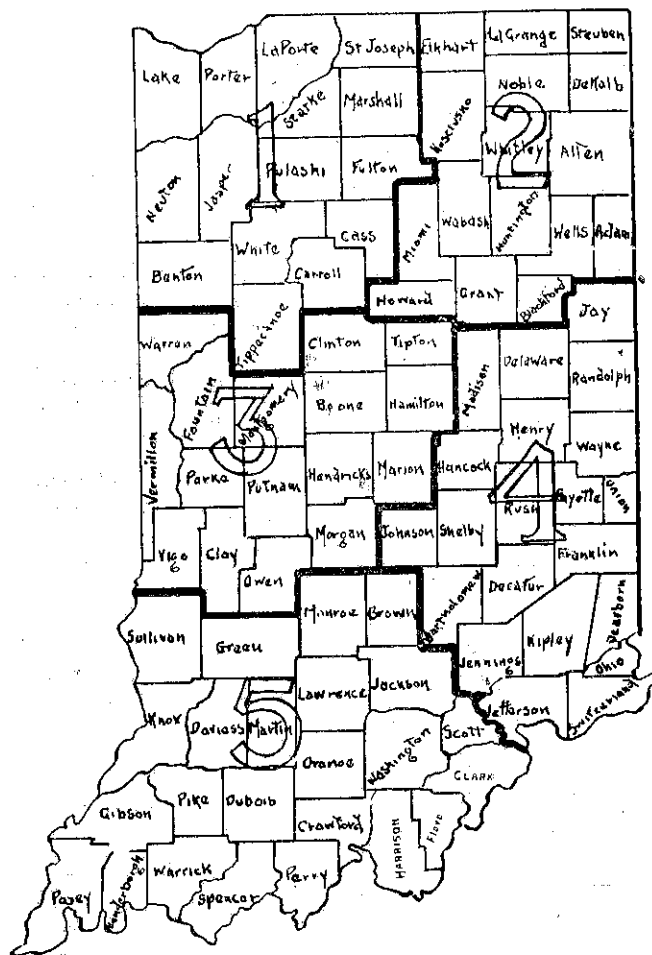 LaPorte St Joseph Elkhart LaGrange Steuben
Lake Porter Noble DeKalb
Starke Marshall Kosciusko
1 2
Whitley Allen
Newton Jasper Pulaski Fulton
Miami Wabash Huntington Wells Adam
White Cass
Benton Carroll
Howard Grant Blackford
Jay
Warren Tippecanoe Clinton Tipton
Madison Delaware
Randolph
Fountain Montgomery Boone Hamilton
3
Henry
Wayne
Vermillon Parke Putnam Hendricks Marion Hancock
4
Rush Fayette Union
Morgan Johnson Shelby
Vigo Clay Franklin
Owen
Monroe Brown Bartholomew Decatur
Dearborn
Sullivan Green Ripley
Jennings Ohio
Lawrence Jackson
5
Jefferson Switzerland
Knox Daviess Martin
Washington Scott
Orange
CLARK
Gibson Pike Dubois
Crawford HARRISON Floyd
Posey Vanderborgh Warrick Spencer Perry